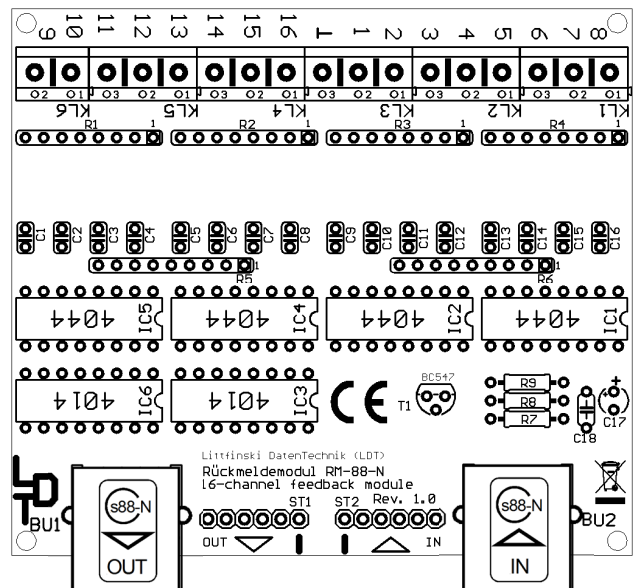 9 10 11 12 13 14 15 16 ⊥ 1 2 3 4 5 6 7 8
O2 O1 O3 O2 O1 O3 O2 O1 O3 O2 O1 O3 O2 O1 O3 O2 O1
KL6 KL5 KL4 KL3 KL2 KL1
R1 1 R2 1 R3 1 R4 1
C1 C2 C3 C4 C5 C6 C7 C8 C9 C10 C11 C12 C13 C14 C15 C16
1 R5 1 R6
4044 IC5 4044 IC4 4044 IC2 4044 IC1
4014 IC6 4014 IC3
CE
T1 BC547
R9
R8
R7
C18
+ C17
Littfinski DatenTechnik (LDT)
Rückmeldemodul RM-88-N
16-channel feedback module
ST1 ST2 Rev. 1.0
BU1 s88-N OUT
OUT IN
BU2 s88-N IN